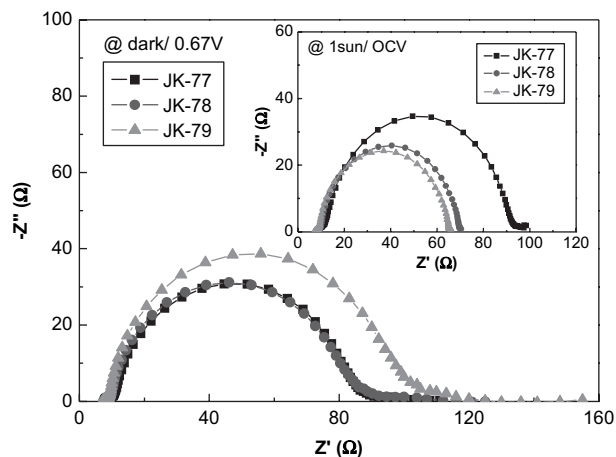 @ dark/ 0.67V
JK-77
JK-78
JK-79
@ 1sun/ OCV
JK-77
JK-78
JK-79
60
40
20
0
-Z" (Ω)
0 20 40 60 80 100 120
Z' (Ω)
100
80
60
40
20
0
-Z" (Ω)
0 40 80 120 160
Z' (Ω)